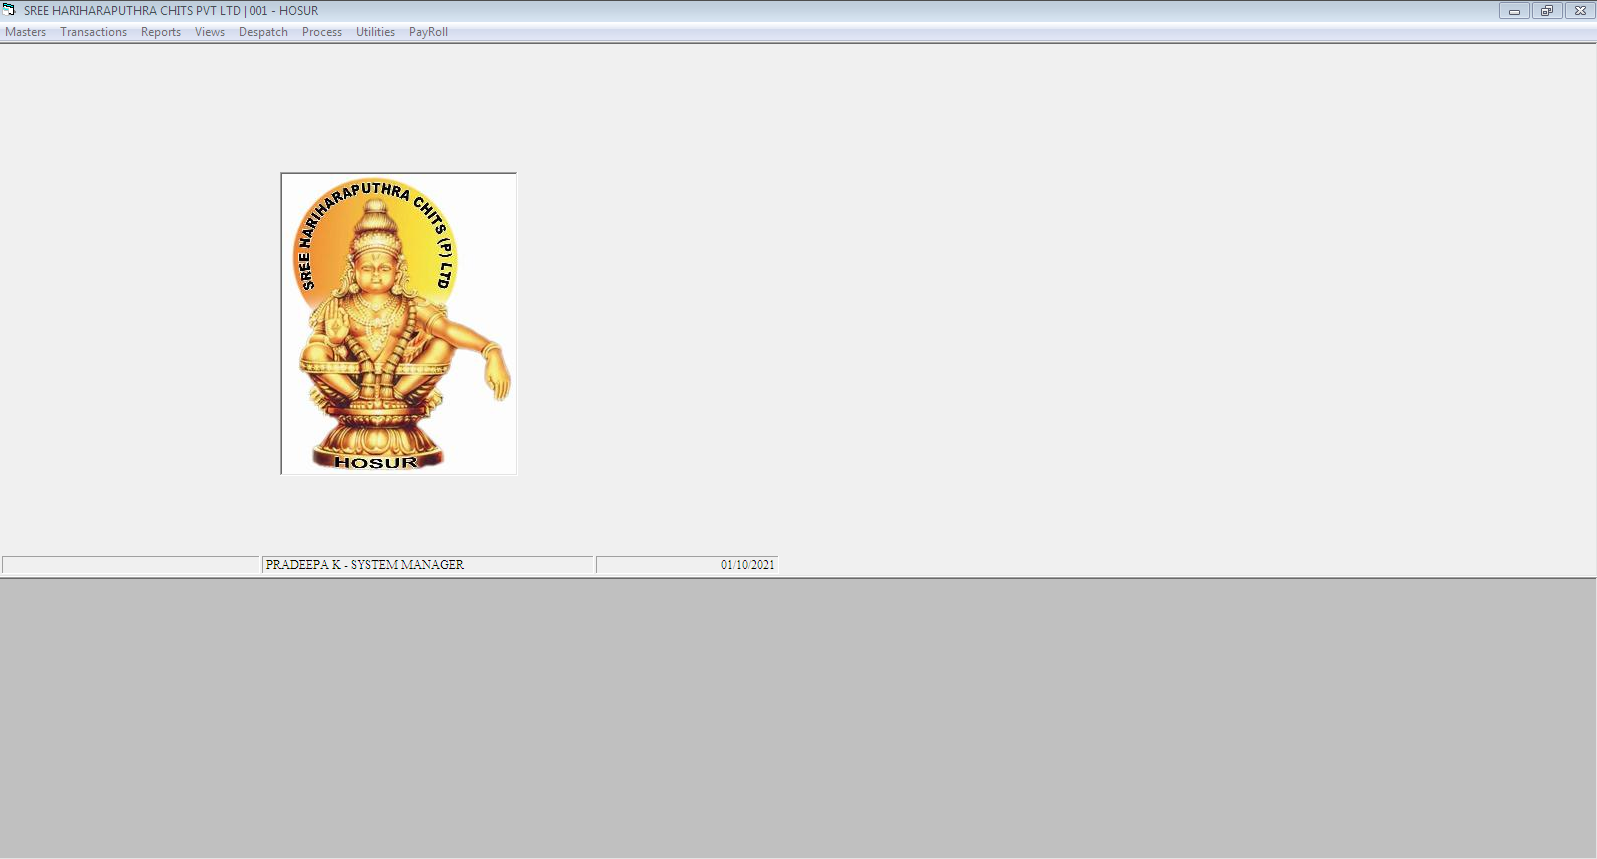 SREE HARIHARAPUTHRA CHITS PVT LTD | 001 - HOSUR
Masters Transactions Reports Views Despatch Process Utilities PayRoll
SREE HARIHARAPUTHRA CHITS (P) LTD
HOSUR
PRADEEPA K - SYSTEM MANAGER 01/10/2021